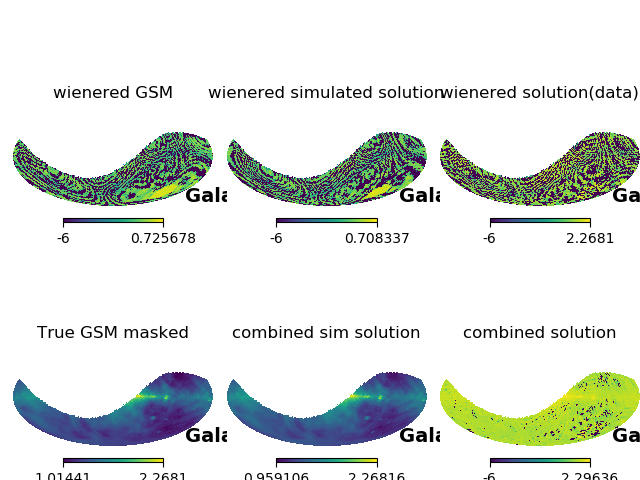 wienered GSM
wienered simulated solution
wienered solution(data)
Gala
Gala
Ga
-6 0.725678
-6 0.708337
-6 2.2681
True GSM masked
combined sim solution
combined solution
Gala
Gala
Ga
1.01441 2.2681
0.959106 2.26816
-6 2.29636